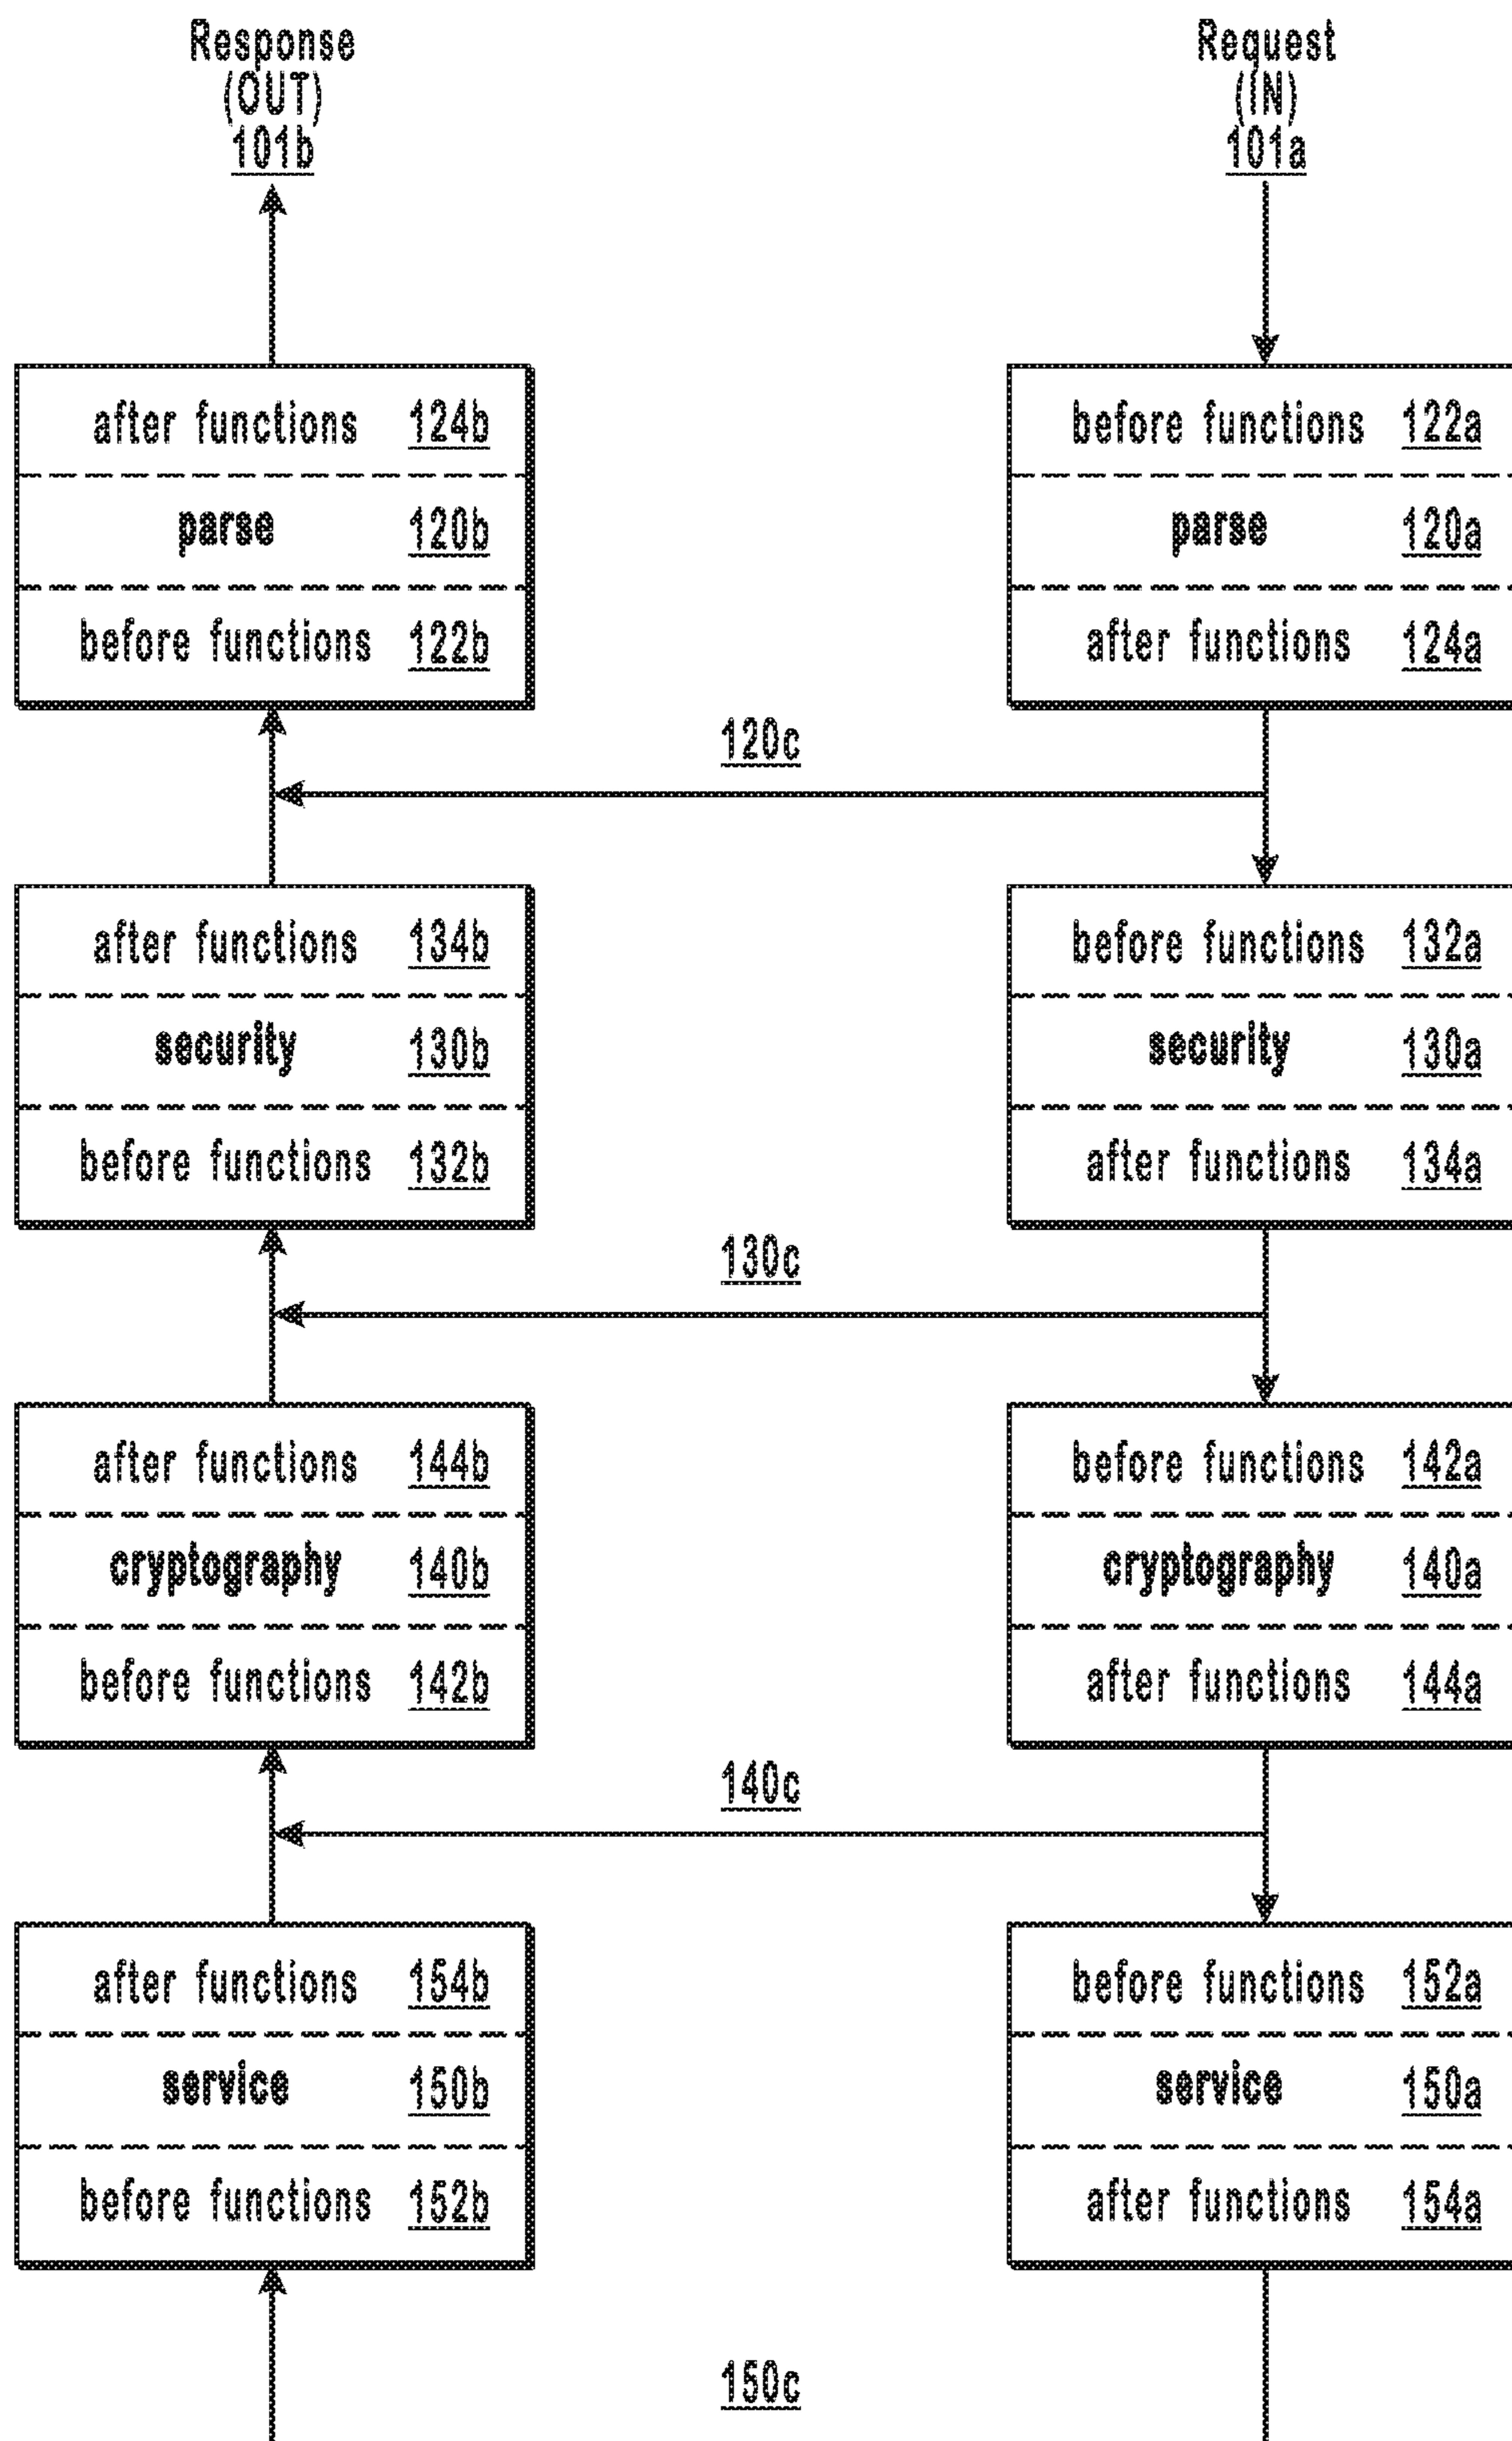 Response
(OUT)
101b
Request
(IN)
101a
after functions 124b
parse 120b
before functions 122b
before functions 122a
parse 120a
after functions 124a
120c
after functions 134b
security 130b
before functions 132b
before functions 132a
security 130a
after functions 134a
130c
after functions 144b
cryptography 140b
before functions 142b
before functions 142a
cryptography 140a
after functions 144a
140c
after functions 154b
service 150b
before functions 152b
before functions 152a
service 150a
after functions 154a
150c